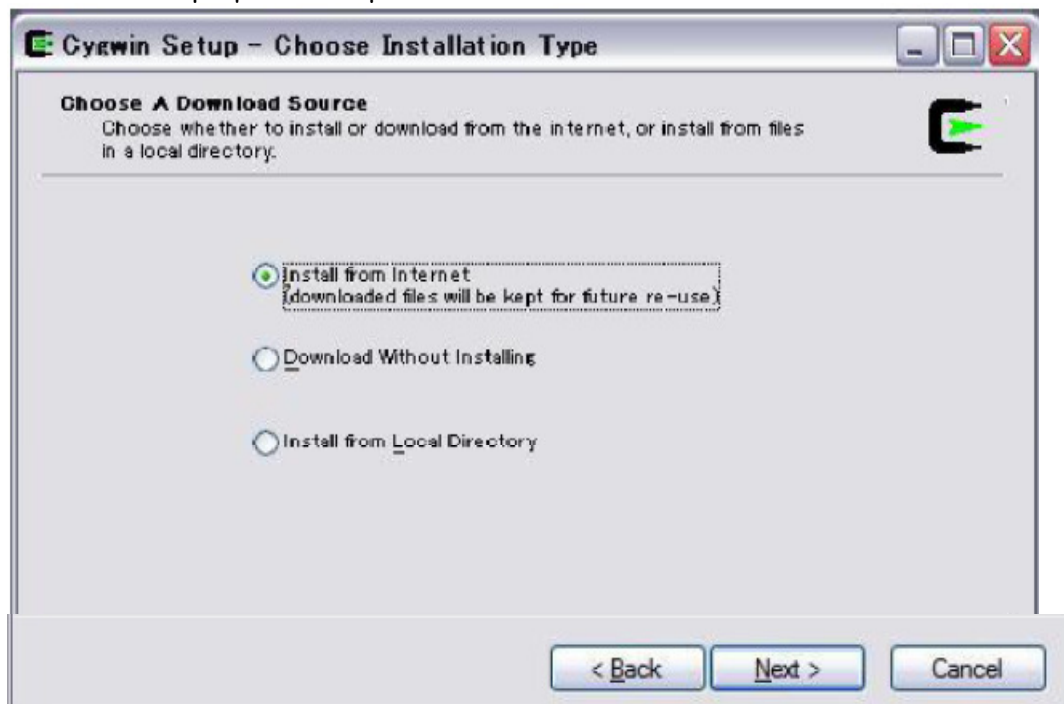 Cygwin Setup - Choose Installation Type
Choose A Download Source
Choose whether to install or download from the internet, or install from files
in a local directory.
Install from Internet
(downloaded files will be kept for future re-use)
Download Without Installing
Install from Local Directory
< Back
Next >
Cancel